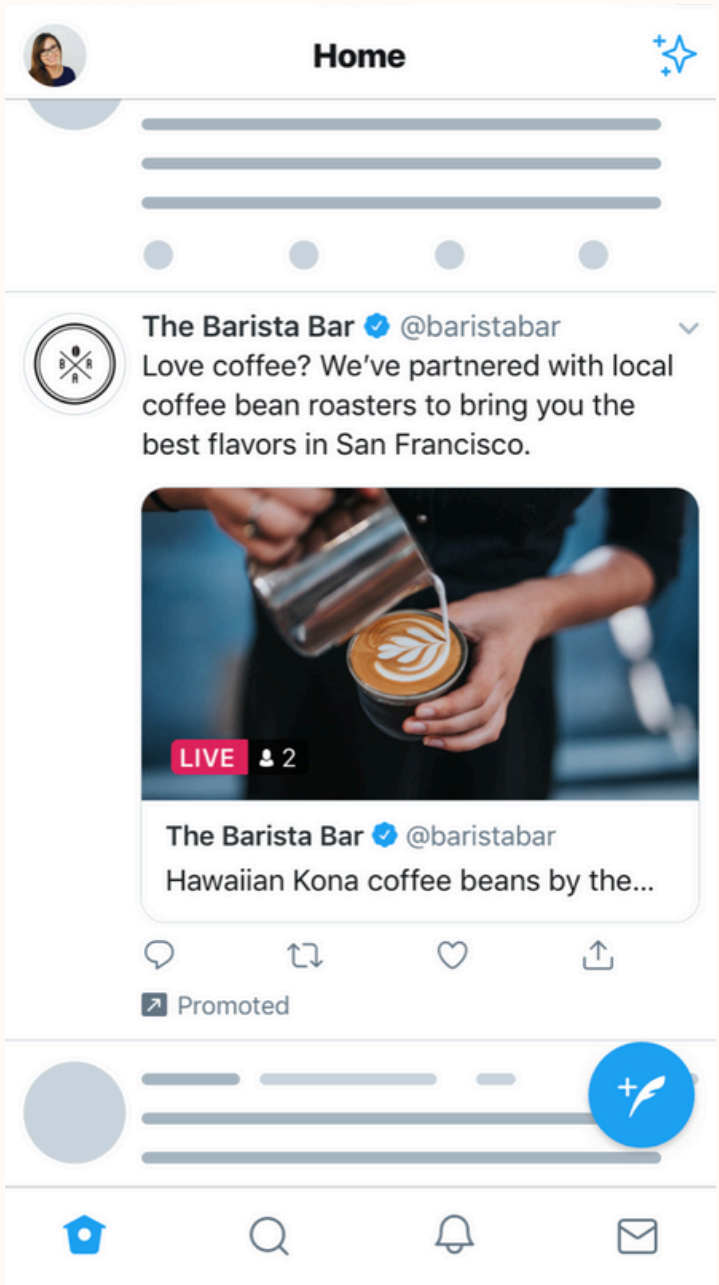 Home
The Barista Bar @baristabar
Love coffee? We've partnered with local
coffee bean roasters to bring you the
best flavors in San Francisco.
B R
A
LIVE 2
The Barista Bar @baristabar
Hawaiian Kona coffee beans by the...
Promoted